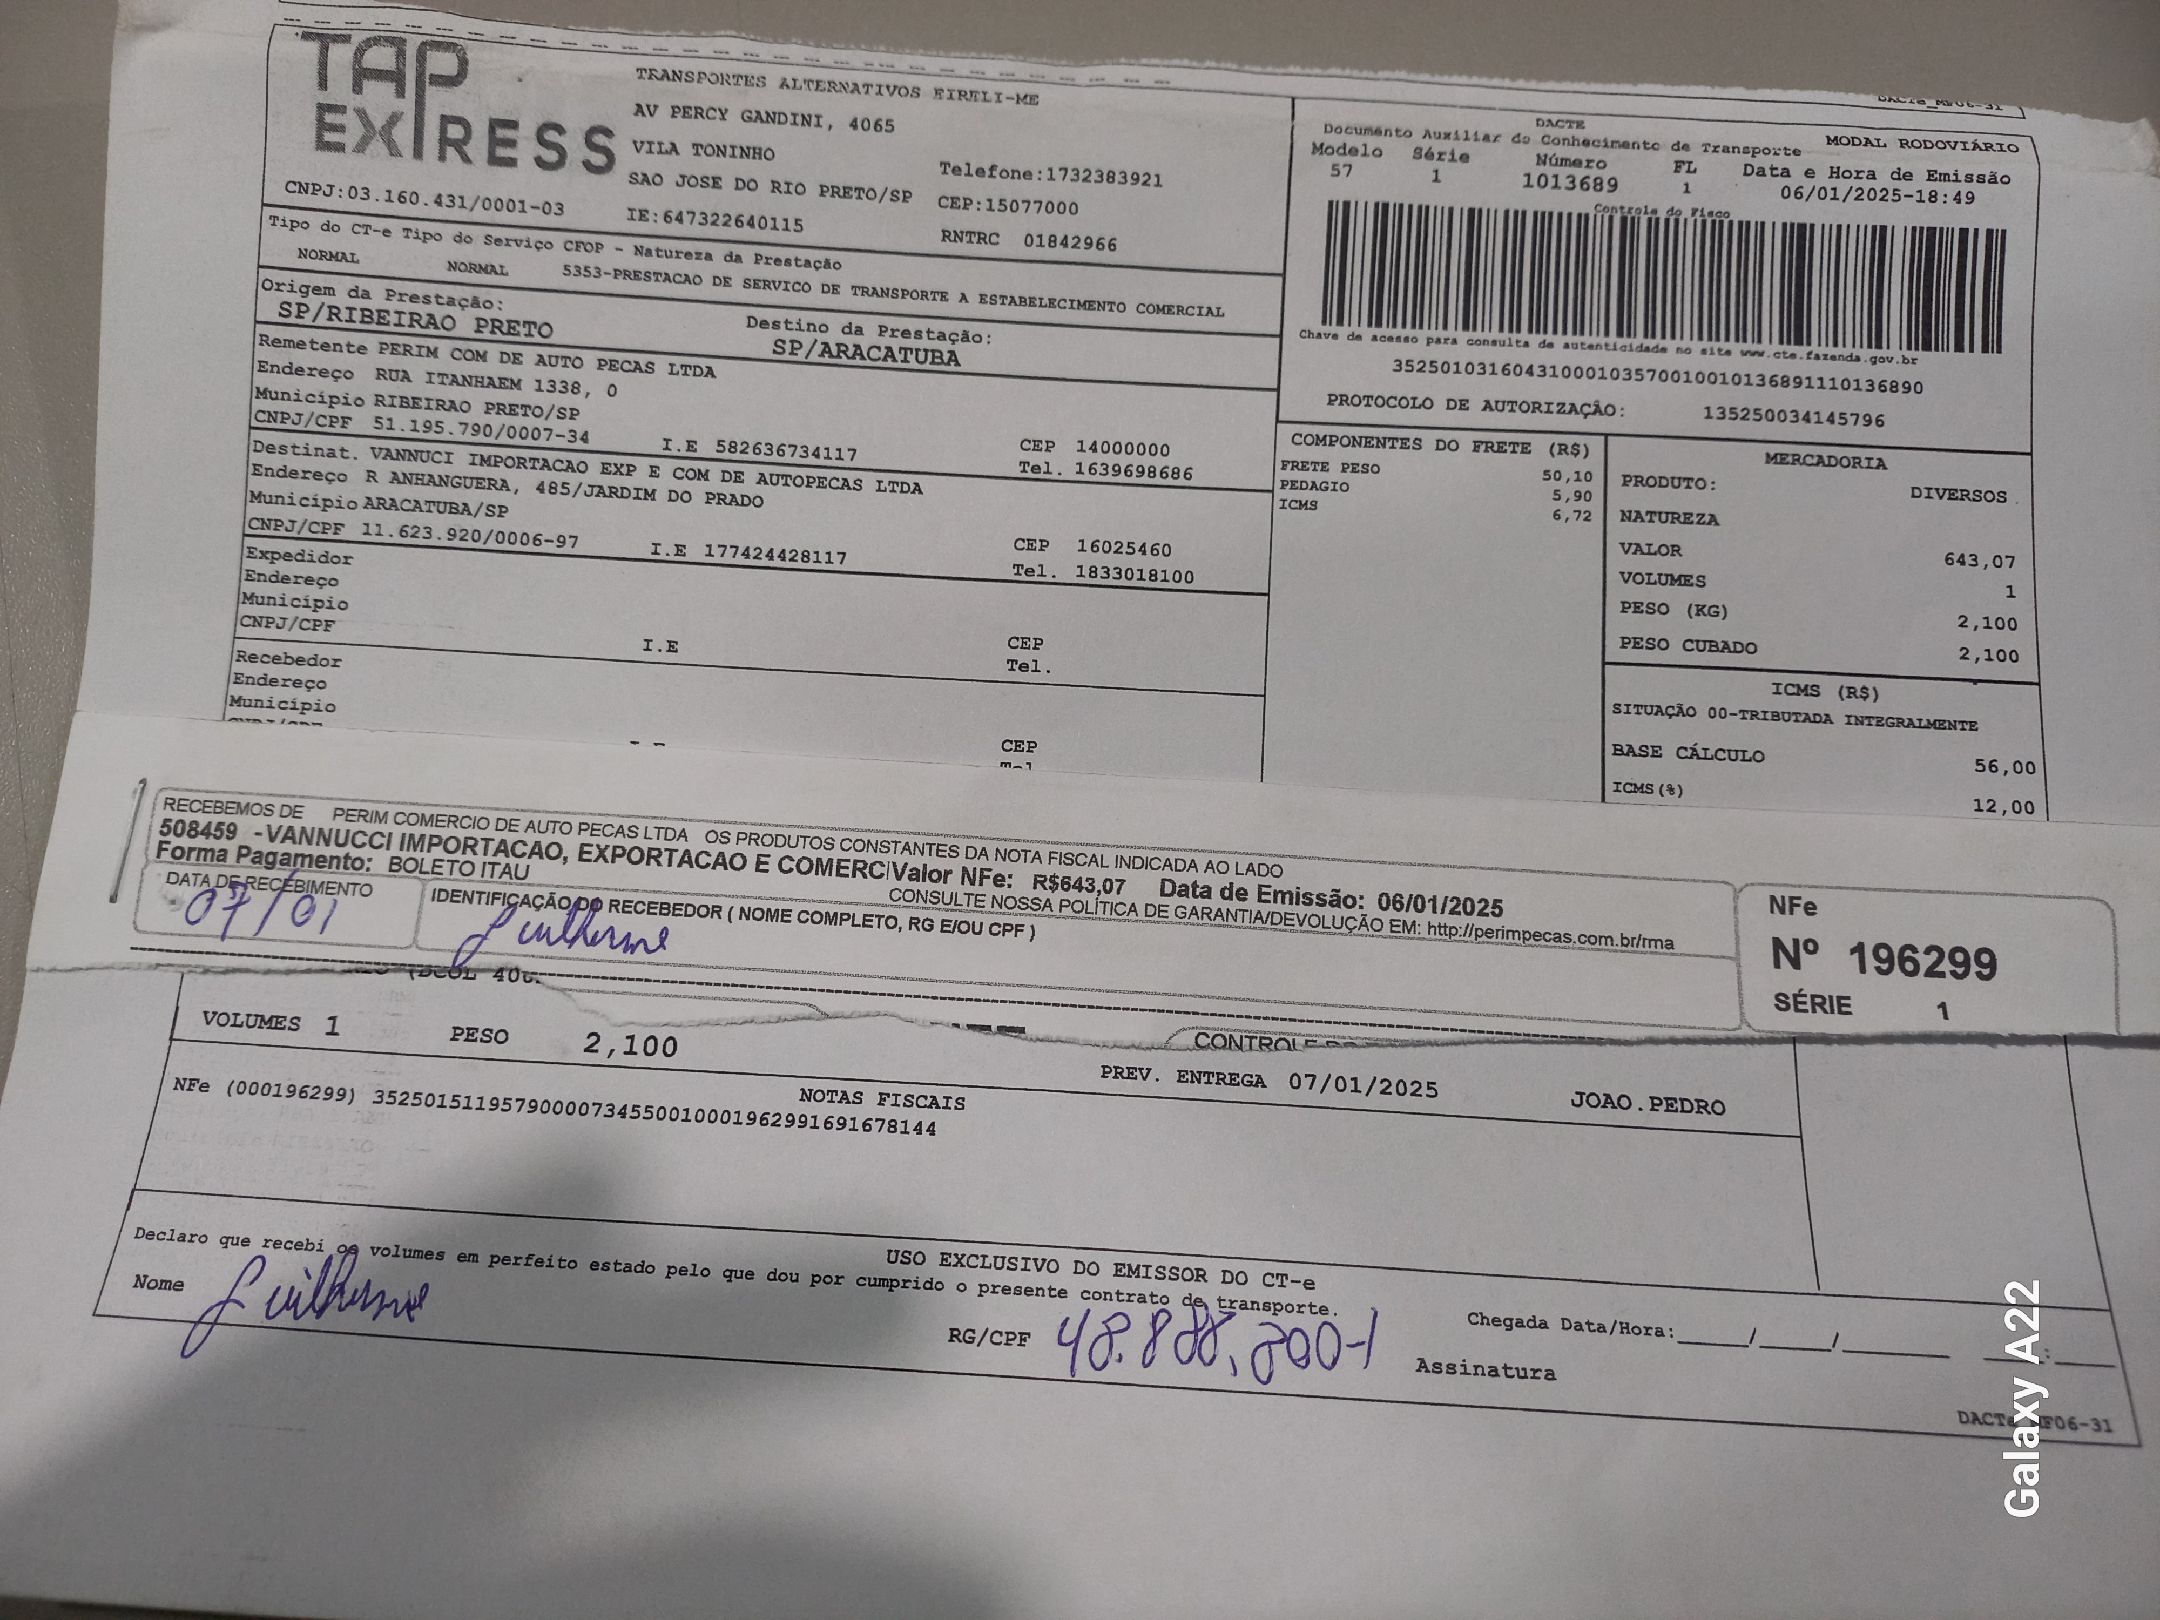 DACTe_MF06-31
TAP EXPRESS
TRANSPORTES ALTERNATIVOS EIRELI-ME
AV PERCY GANDINI, 4065
VILA TONINHO
SAO JOSE DO RIO PRETO/SP
Telefone:1732383921
CEP:15077000
CNPJ:03.160.431/0001-03
IE:647322640115
RNTRC 01842966
DACTE
Documento Auxiliar do Conhecimento de Transporte
MODAL RODOVIÁRIO
Modelo Série Número FL Data e Hora de Emissão
57 1 1013689 1 06/01/2025-18:49
Controle do Fisco
Chave de acesso para consulta de autenticidade no site www.cte.fazenda.gov.br
35250103160431000103570010010136891110136890
PROTOCOLO DE AUTORIZAÇÃO: 135250034145796
Tipo do CT-e Tipo do Serviço CFOP - Natureza da Prestação
NORMAL NORMAL 5353-PRESTACAO DE SERVICO DE TRANSPORTE A ESTABELECIMENTO COMERCIAL
Origem da Prestação:
SP/RIBEIRAO PRETO
Destino da Prestação:
SP/ARACATUBA
Remetente PERIM COM DE AUTO PECAS LTDA
Endereço RUA ITANHAEM 1338, 0
Município RIBEIRAO PRETO/SP
CNPJ/CPF 51.195.790/0007-34 I.E 582636734117
CEP 14000000
Tel. 1639698686
Destinat. VANNUCI IMPORTACAO EXP E COM DE AUTOPECAS LTDA
Endereço R ANHANGUERA, 485/JARDIM DO PRADO
Município ARACATUBA/SP
CNPJ/CPF 11.623.920/0006-97 I.E 177424428117
CEP 16025460
Tel. 1833018100
Expedidor
Endereço
Município
CNPJ/CPF I.E
CEP
Tel.
Recebedor
Endereço
Município
CEP
COMPONENTES DO FRETE (R$)
FRETE PESO 50,10
PEDAGIO 5,90
ICMS 6,72
MERCADORIA
PRODUTO: DIVERSOS
NATUREZA
VALOR 643,07
VOLUMES 1
PESO (KG) 2,100
PESO CUBADO 2,100
ICMS (R$)
SITUAÇÃO 00-TRIBUTADA INTEGRALMENTE
BASE CÁLCULO 56,00
ICMS(%) 12,00
RECEBEMOS DE PERIM COMERCIO DE AUTO PECAS LTDA OS PRODUTOS CONSTANTES DA NOTA FISCAL INDICADA AO LADO
508459 -VANNUCCI IMPORTACAO, EXPORTACAO E COMERC Valor NFe: R$643,07 Data de Emissão: 06/01/2025
Forma Pagamento: BOLETO ITAU
CONSULTE NOSSA POLÍTICA DE GARANTIA/DEVOLUÇÃO EM: http://perimpecas.com.br/rma
DATA DE RECEBIMENTO
07/01
IDENTIFICAÇÃO DO RECEBEDOR ( NOME COMPLETO, RG E/OU CPF )
Guilherme
NFe
Nº 196299
SÉRIE 1
VOLUMES 1 PESO 2,100
PREV. ENTREGA 07/01/2025 JOAO.PEDRO
NOTAS FISCAIS
NFe (000196299) 35250151195790000734550010001962991691678144
USO EXCLUSIVO DO EMISSOR DO CT-e
Declaro que recebi os volumes em perfeito estado pelo que dou por cumprido o presente contrato de transporte.
Nome Guilherme
RG/CPF 48.888.200-1
Chegada Data/Hora:____/____/____ ____:____
Assinatura
Galaxy A22